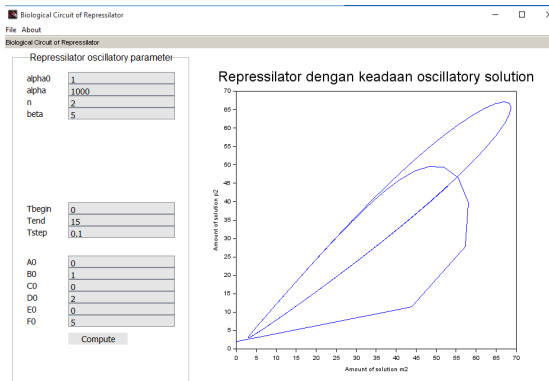 Biological Circuit of Repressilator
File About
Biological Circuit of Repressilator
Repressilator oscillatory parameter
alpha0 1
alpha 1000
n 2
beta 5
Tbegin 0
Tend 15
Tstep 0.1
A0 0
B0 1
C0 0
D0 2
E0 0
F0 5
Compute
Repressilator dengan keadaan oscillatory solution
Amount of solution p2
70
65
60
55
50
45
40
35
30
25
20
15
10
5
0
0 5 10 15 20 25 30 35 40 45 50 55 60 65 70
Amount of solution m2